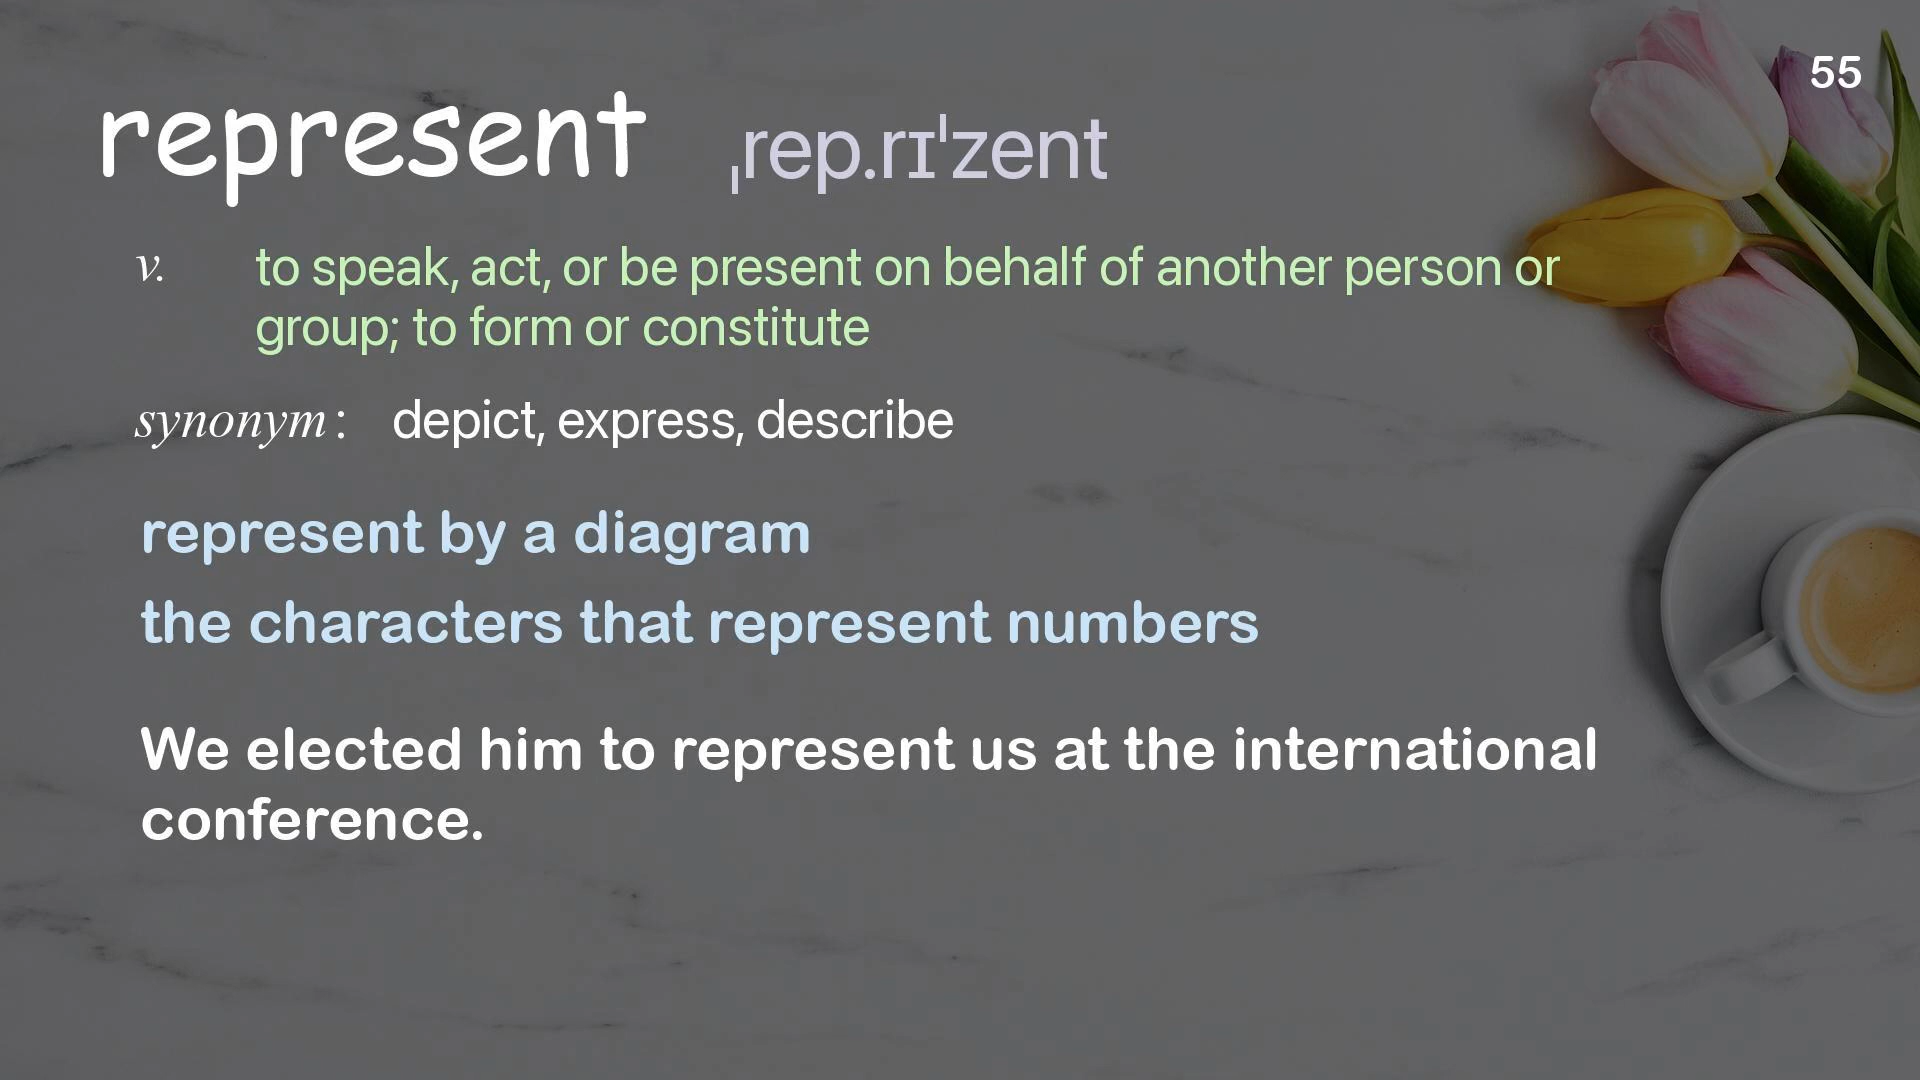 55
represent ˌrep.rɪˈzent
v. to speak, act, or be present on behalf of another person or
group; to form or constitute
synonym: depict, express, describe
represent by a diagram
the characters that represent numbers
We elected him to represent us at the international
conference.